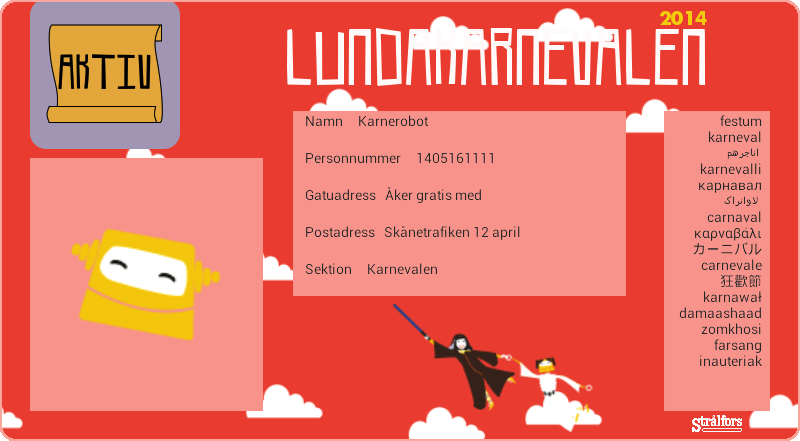 2014
LUNDAKARNEVALEN
AKTIV
Namn Karnerobot
Personnummer 1405161111
Gatuadress Åker gratis med
Postadress Skånetrafiken 12 april
Sektion Karnevalen
festum
karneval
karnevalli
карнавал
carnaval
καρναβάλι
カーニバル
carnevale
狂歡節
karnawał
damaashaad
zomkhosi
farsang
inauteriak
Strålfors